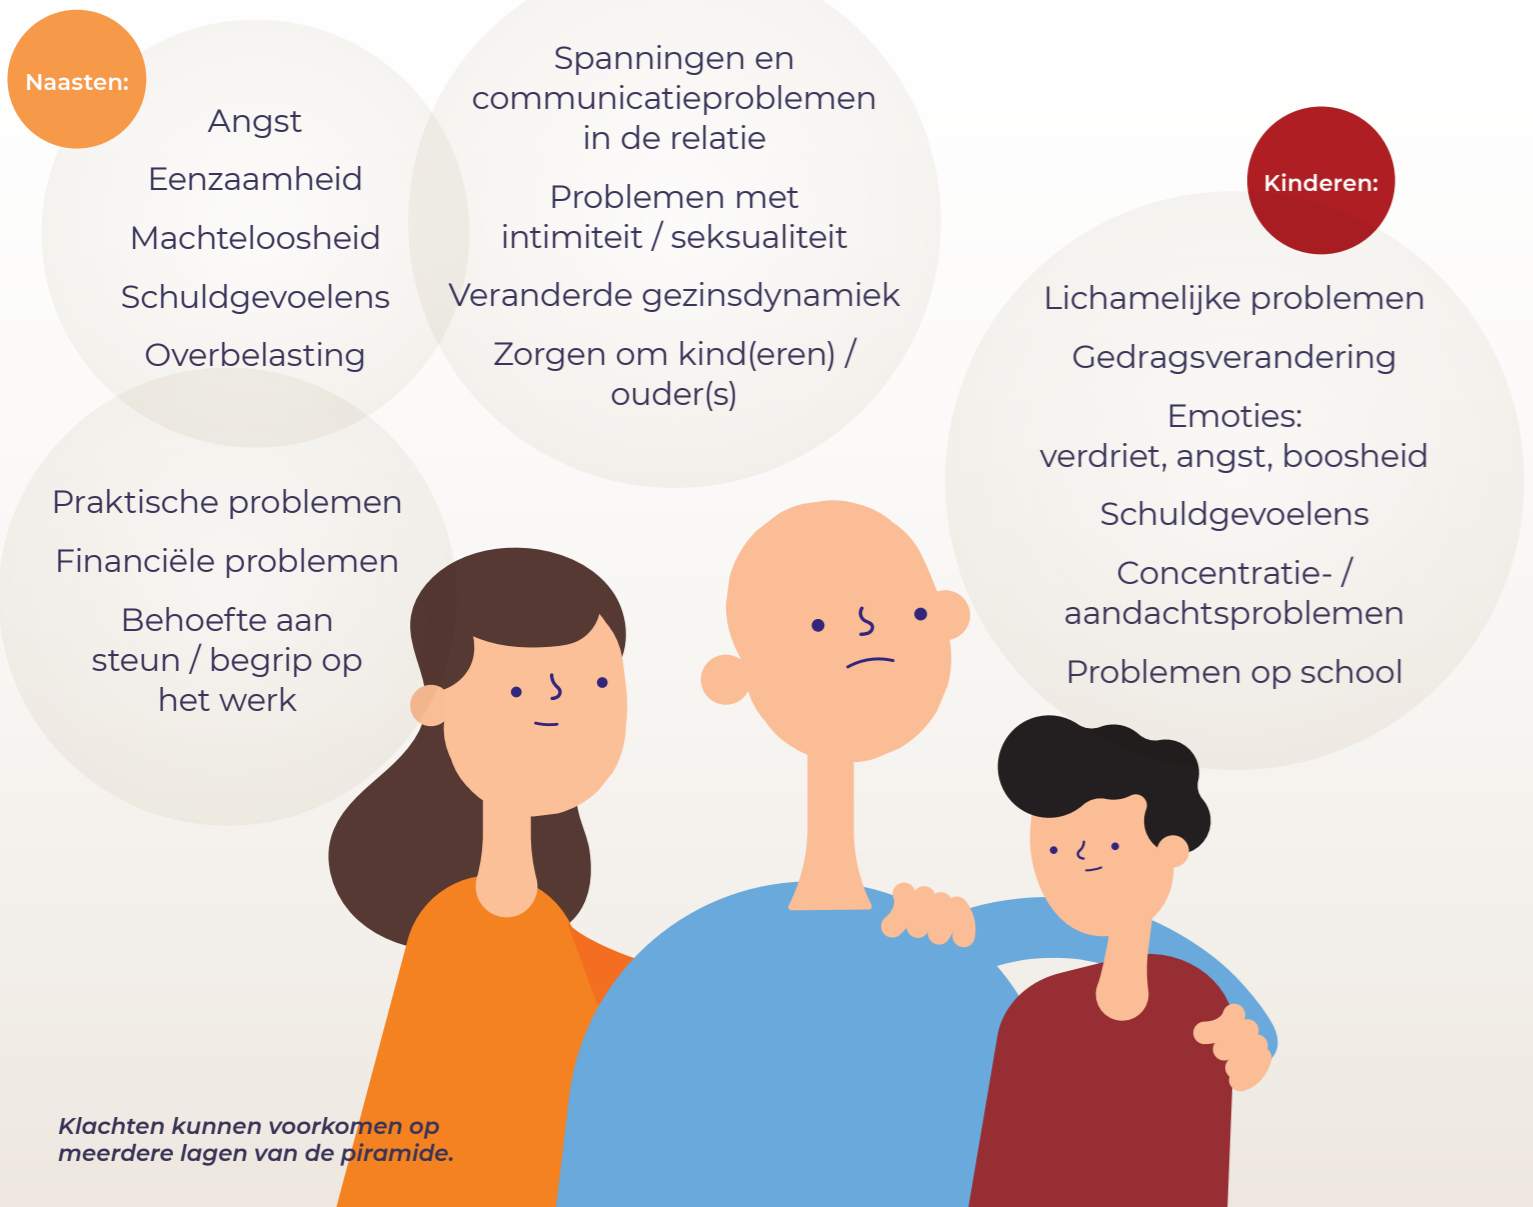 Naasten:
Angst
Eenzaamheid
Machteloosheid
Schuldgevoelens
Overbelasting
Spanningen en
communicatieproblemen
in de relatie
Problemen met
intimiteit / seksualiteit
Veranderde gezinsdynamiek
Zorgen om kind(eren) /
ouder(s)
Praktische problemen
Financiële problemen
Behoefte aan
steun / begrip op
het werk
Kinderen:
Lichamelijke problemen
Gedragsverandering
Emoties:
verdriet, angst, boosheid
Schuldgevoelens
Concentratie- /
aandachtsproblemen
Problemen op school
Klachten kunnen voorkomen op
meerdere lagen van de piramide.